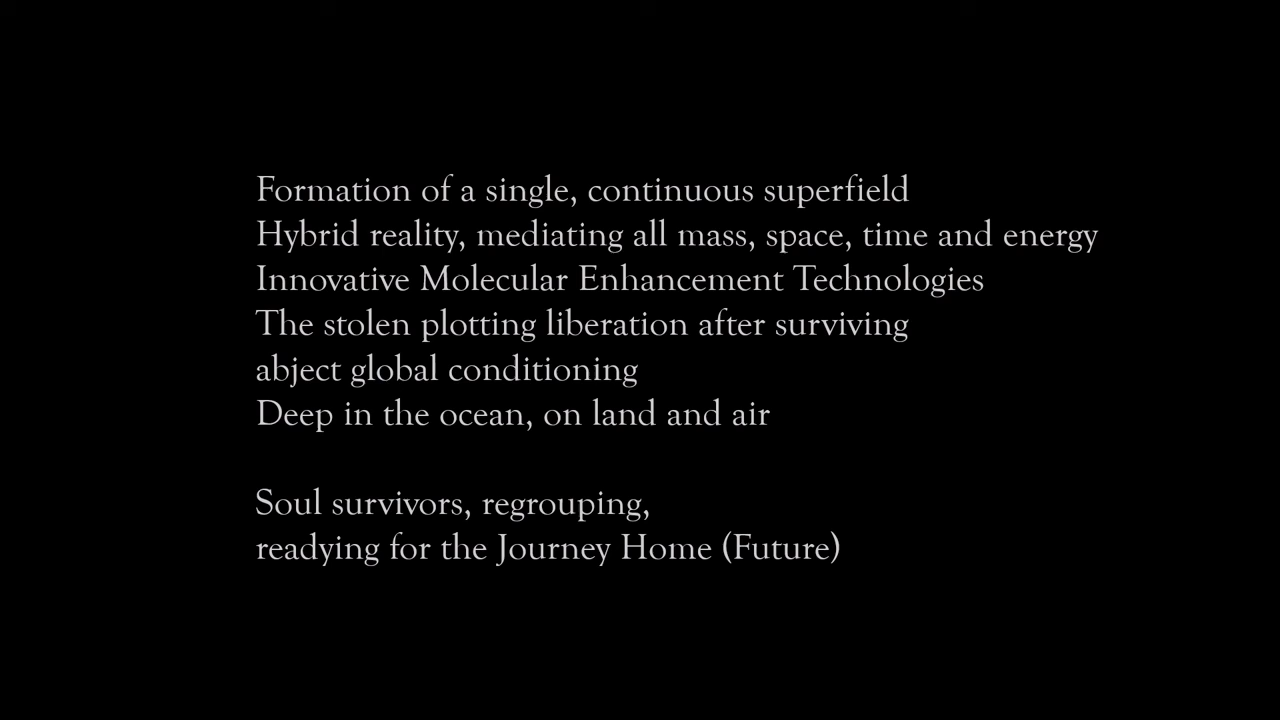 Formation of a single, continuous superfield
Hybrid reality, mediating all mass, space, time and energy
Innovative Molecular Enhancement Technologies
The stolen plotting liberation after surviving
abject global conditioning
Deep in the ocean, on land and air
Soul survivors, regrouping,
readying for the Journey Home (Future)